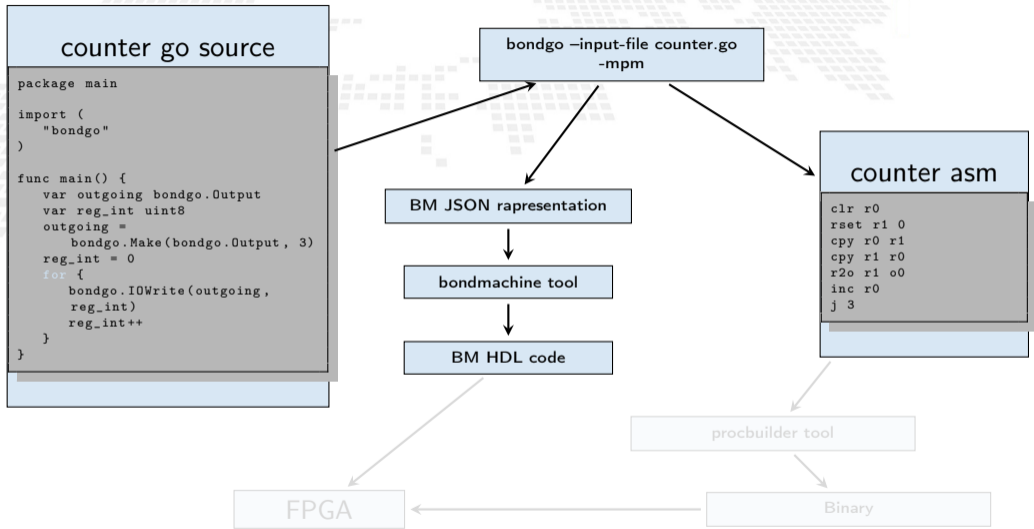 counter go source
package main
import (
"bondgo"
)
func main() {
var outgoing bondgo.Output
var reg_int uint8
outgoing =
bondgo.Make(bondgo.Output, 3)
reg_int = 0
for {
bondgo.IOWrite(outgoing,
reg_int)
reg_int++
}
}
bondgo –input-file counter.go
-mpm
BM JSON rapresentation
bondmachine tool
BM HDL code
counter asm
clr r0
rset r1 0
cpy r0 r1
cpy r1 r0
r2o r1 o0
inc r0
j 3
procbuilder tool
Binary
FPGA